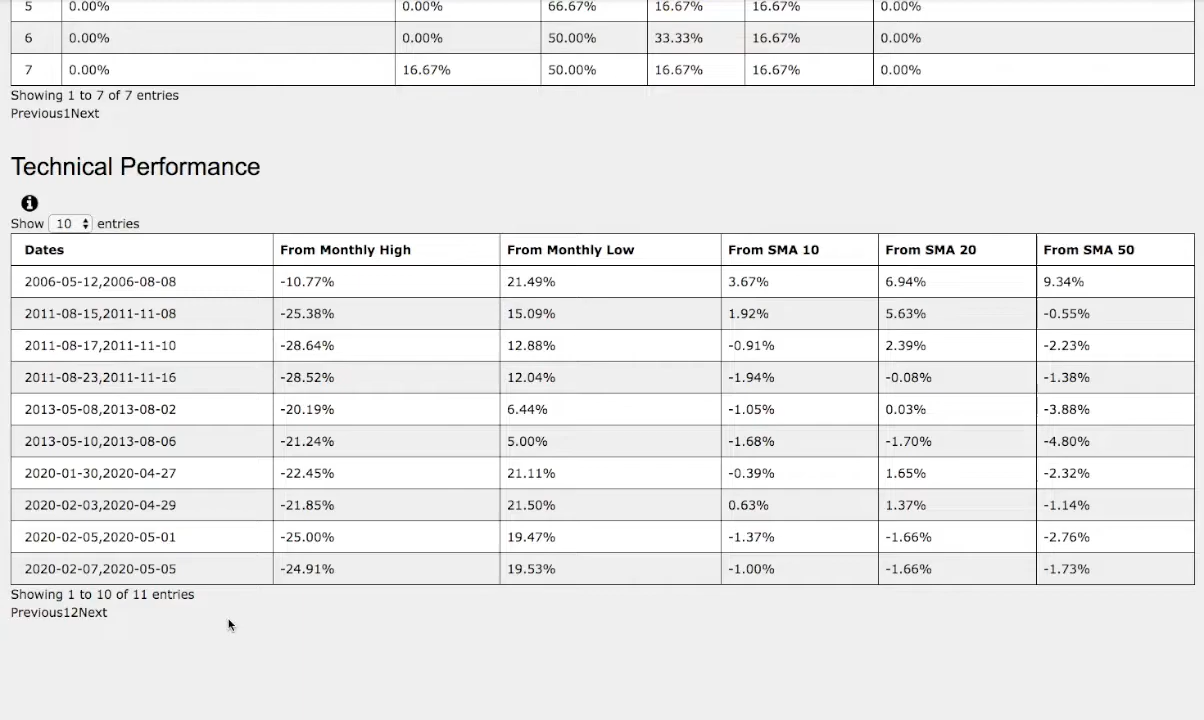 5 0.00% 0.00% 66.67% 16.67% 16.67% 0.00%
6 0.00% 0.00% 50.00% 33.33% 16.67% 0.00%
7 0.00% 16.67% 50.00% 16.67% 16.67% 0.00%
Showing 1 to 7 of 7 entries
Previous1Next
Technical Performance
Show 10 entries
Dates From Monthly High From Monthly Low From SMA 10 From SMA 20 From SMA 50
2006-05-12,2006-08-08 -10.77% 21.49% 3.67% 6.94% 9.34%
2011-08-15,2011-11-08 -25.38% 15.09% 1.92% 5.63% -0.55%
2011-08-17,2011-11-10 -28.64% 12.88% -0.91% 2.39% -2.23%
2011-08-23,2011-11-16 -28.52% 12.04% -1.94% -0.08% -1.38%
2013-05-08,2013-08-02 -20.19% 6.44% -1.05% 0.03% -3.88%
2013-05-10,2013-08-06 -21.24% 5.00% -1.68% -1.70% -4.80%
2020-01-30,2020-04-27 -22.45% 21.11% -0.39% 1.65% -2.32%
2020-02-03,2020-04-29 -21.85% 21.50% 0.63% 1.37% -1.14%
2020-02-05,2020-05-01 -25.00% 19.47% -1.37% -1.66% -2.76%
2020-02-07,2020-05-05 -24.91% 19.53% -1.00% -1.66% -1.73%
Showing 1 to 10 of 11 entries
Previous12Next